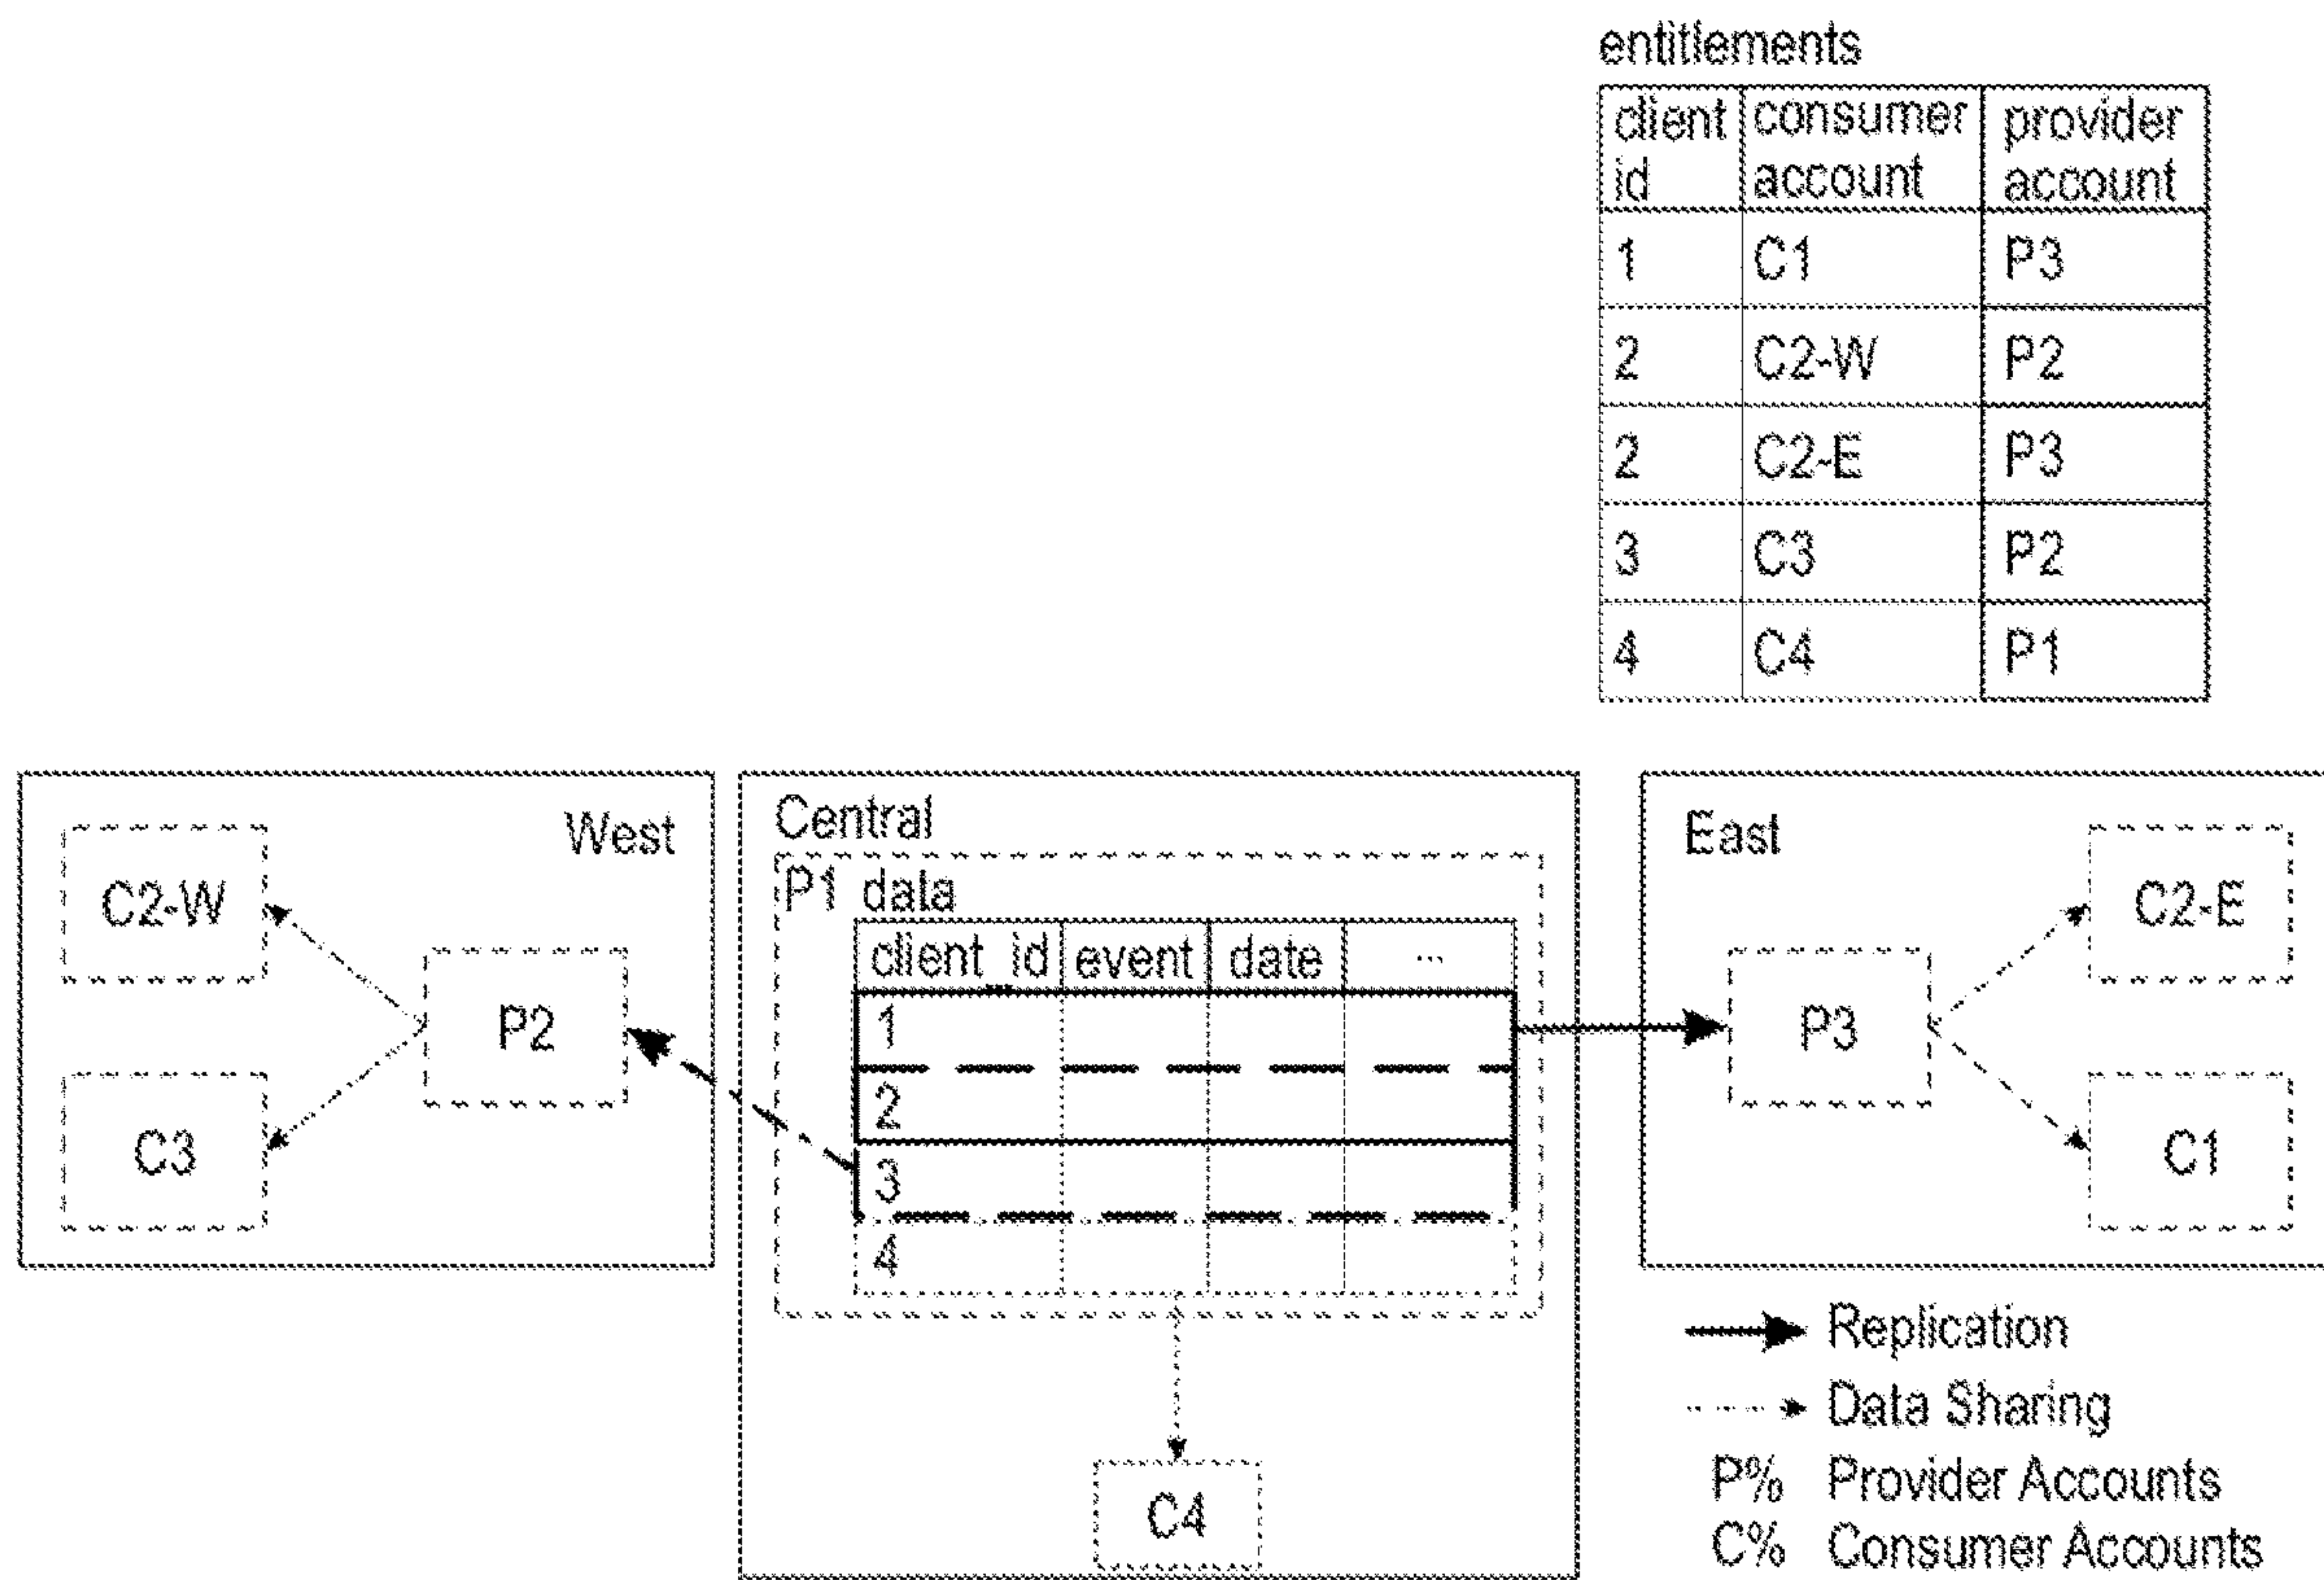 entitlements
client id consumer account provider account
1 C1 P3
2 C2-W P2
2 C2-E P3
3 C3 P2
4 C4 P1
West
C2-W
P2
C3
Central
P1 data
client_id event date ...
1
2
3
4
C4
East
C2-E
P3
C1
Replication
Data Sharing
P% Provider Accounts
C% Consumer Accounts